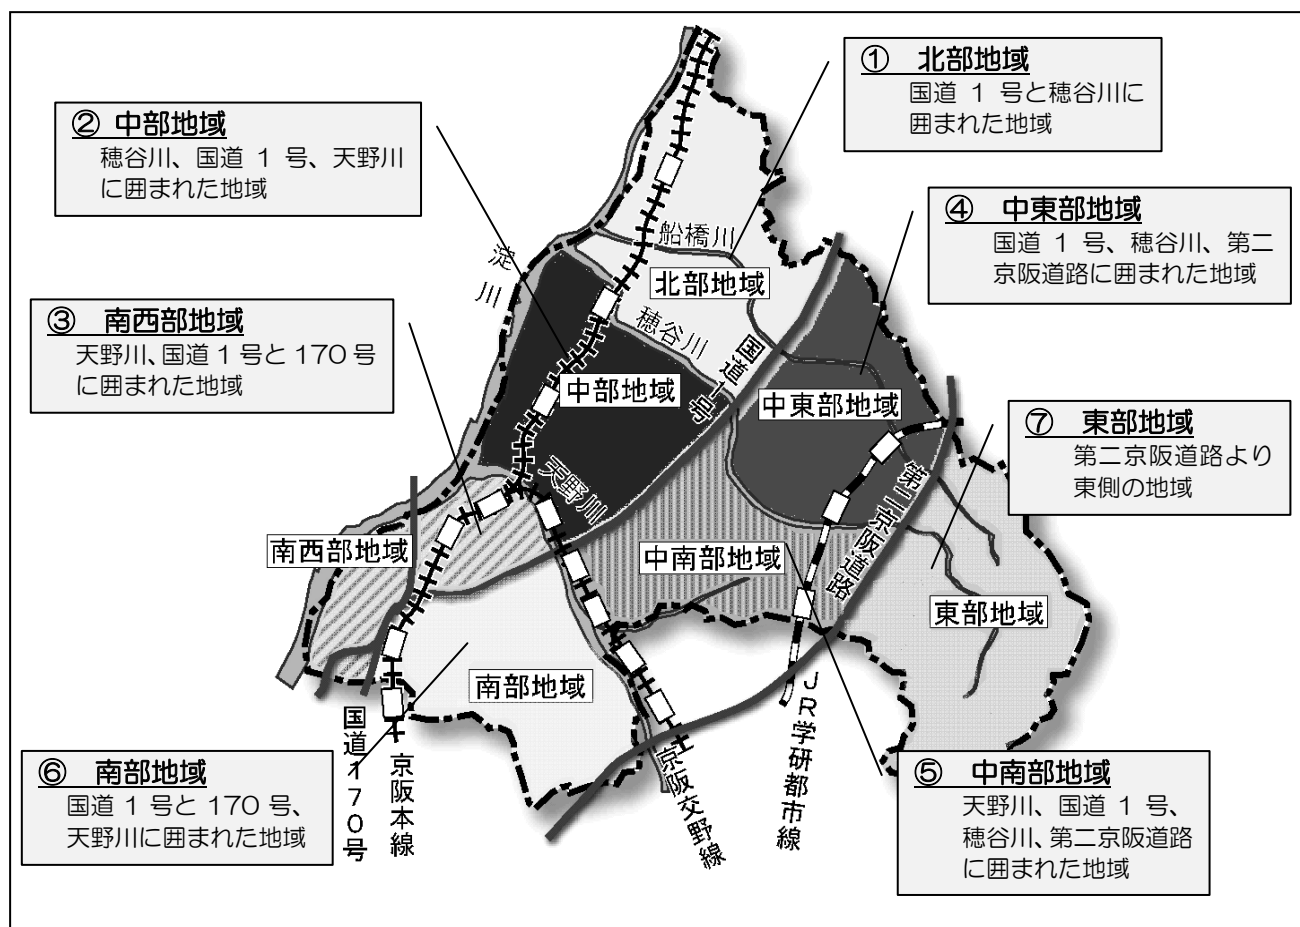 ① 北部地域
国道 1 号と穂谷川に
囲まれた地域
② 中部地域
穂谷川、国道 1 号、天野川
に囲まれた地域
④ 中東部地域
国道 1 号、穂谷川、第二
京阪道路に囲まれた地域
③ 南西部地域
天野川、国道 1 号と 170 号
に囲まれた地域
⑦ 東部地域
第二京阪道路より
東側の地域
淀川
船橋川
北部地域
穂谷川
国道1号
中部地域
中東部地域
天野川
第二京阪道路
南西部地域
中南部地域
東部地域
南部地域
国道170号
京阪本線
京阪交野線
JR学研都市線
⑥ 南部地域
国道 1 号と 170 号、
天野川に囲まれた地域
⑤ 中南部地域
天野川、国道 1 号、
穂谷川、第二京阪道路
に囲まれた地域